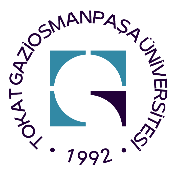 TOKAT GAZİOSMANPAŞA ÜNİVERSİTESİ
• 1992 •